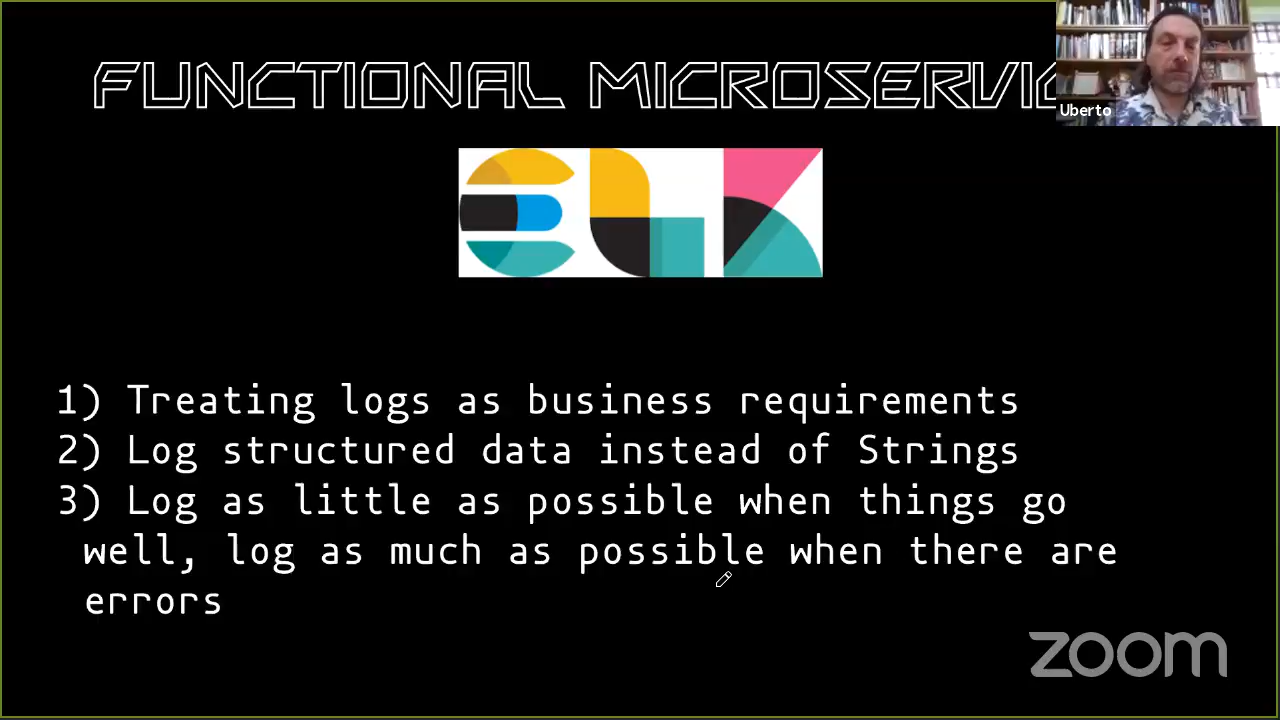 FUNCTIONAL MICROSERVIC
Uberto
ELK
1) Treating logs as business requirements
2) Log structured data instead of Strings
3) Log as little as possible when things go
well, log as much as possible when there are
errors
zoom